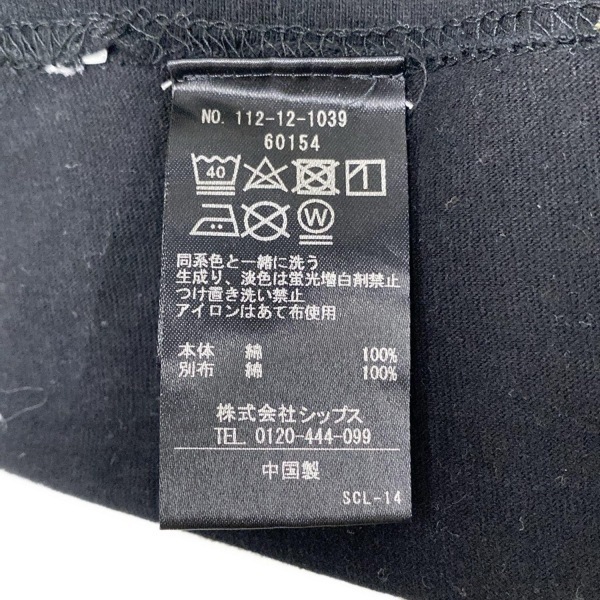 NO. 112-12-1039
60154
40
W
同系色と一緒に洗う
生成り、淡色は蛍光増白剤禁止
つけ置き洗い禁止
アイロンはあて布使用
本体 綿 100%
別布 綿 100%
株式会社シップス
TEL. 0120-444-099
中国製
SCL-14